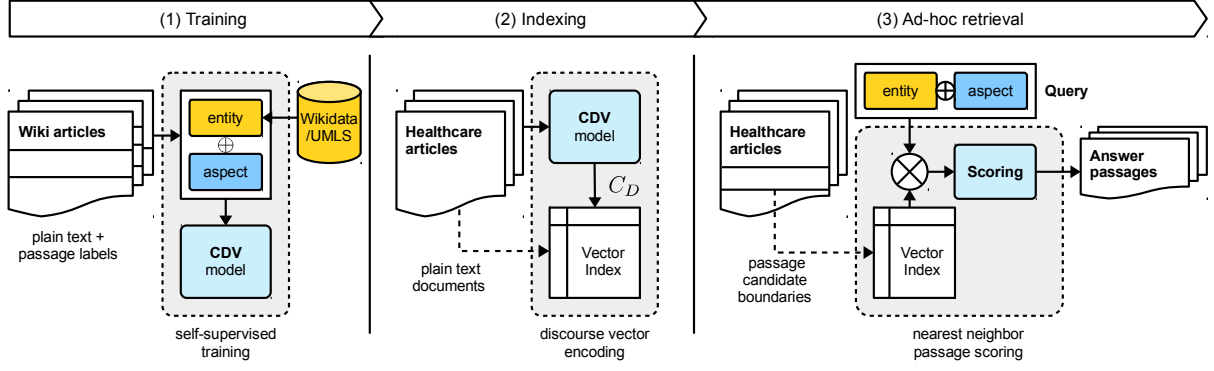 (1) Training
(2) Indexing
(3) Ad-hoc retrieval
Wiki articles
plain text +
passage labels
entity
⊕
aspect
Wikidata
/UMLS
CDV
model
self-supervised
training
Healthcare
articles
plain text
documents
CDV
model
C_D
Vector
Index
discourse vector
encoding
entity ⊕ aspect
Query
Healthcare
articles
passage
candidate
boundaries
Scoring
Vector
Index
Answer
passages
nearest neighbor
passage scoring